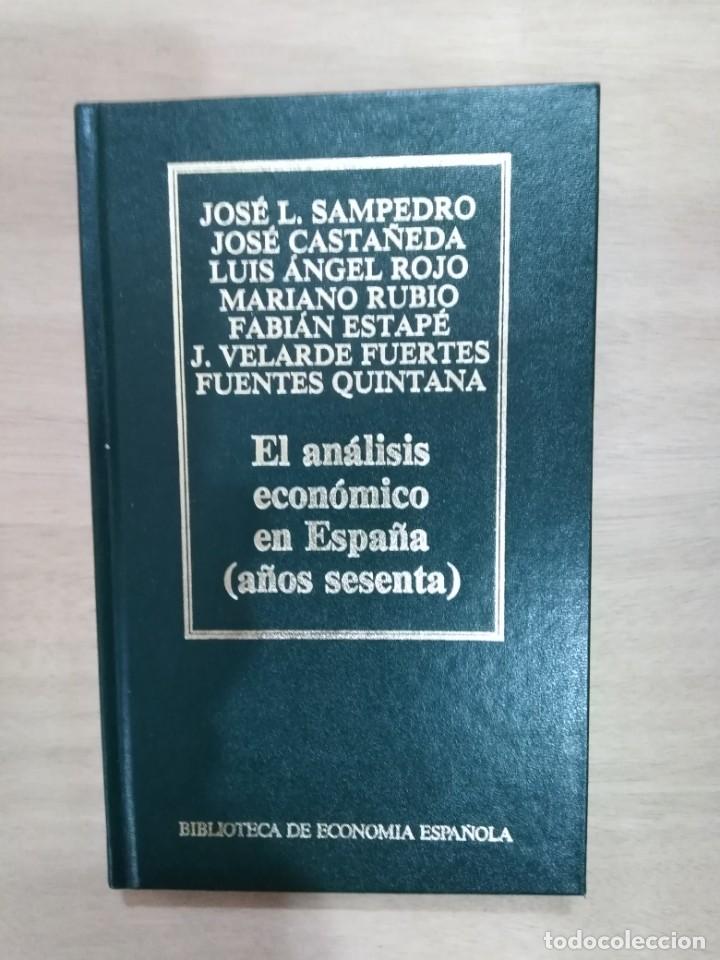 JOSÉ L. SAMPEDRO
JOSÉ CASTAÑEDA
LUIS ÁNGEL ROJO
MARIANO RUBIO
FABIÁN ESTAPÉ
J. VELARDE FUERTES
FUENTES QUINTANA
El análisis
económico
en España
(años sesenta)
BIBLIOTECA DE ECONOMIA ESPAÑOLA
todocoleccion